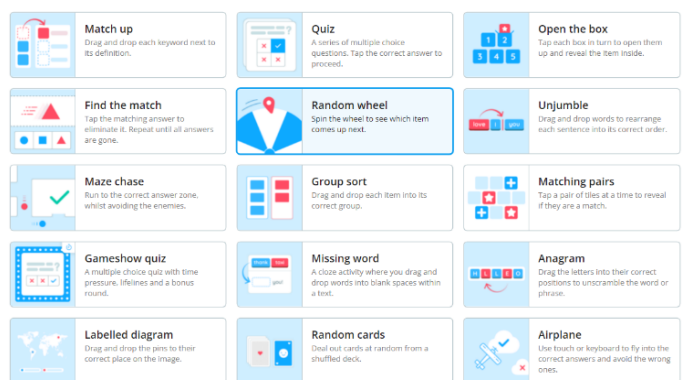 Match up
Drag and drop each keyword next to
its definition.
Quiz
A series of multiple choice
questions. Tap the correct answer to
proceed.
Open the box
Tap each box in turn to open them
up and reveal the item inside.
1 2
3 4 5
Find the match
Tap the matching answer to
eliminate it. Repeat until all answers
are gone.
Random wheel
Spin the wheel to see which item
comes up next.
Unjumble
Drag and drop words to rearrange
each sentence into its correct order.
Maze chase
Run to the correct answer zone,
whilst avoiding the enemies.
Group sort
Drag and drop each item into its
correct group.
Matching pairs
Tap a pair of tiles at a time to reveal
if they are a match.
Gameshow quiz
A multiple choice quiz with time
pressure, lifelines and a bonus
round.
Missing word
A cloze activity where you drag and
drop words into blank spaces within
a text.
Anagram
Drag the letters into their correct
positions to unscramble the word or
phrase.
H L L E O
Labelled diagram
Drag and drop the pins to their
correct place on the image.
Random cards
Deal out cards at random from a
shuffled deck.
Airplane
Use touch or keyboard to fly into the
correct answers and avoid the wrong
ones.